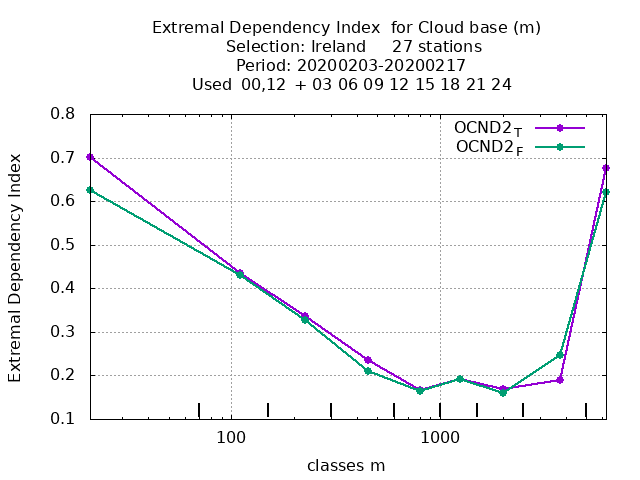 Extremal Dependency Index  for Cloud base (m)
Selection: Ireland     27 stations
Period: 20200203-20200217
Used  00,12  + 03 06 09 12 15 18 21 24
OCND2T
OCND2F
0.8
0.7
0.6
0.5
0.4
0.3
0.2
0.1
Extremal Dependency Index
100
1000
classes m